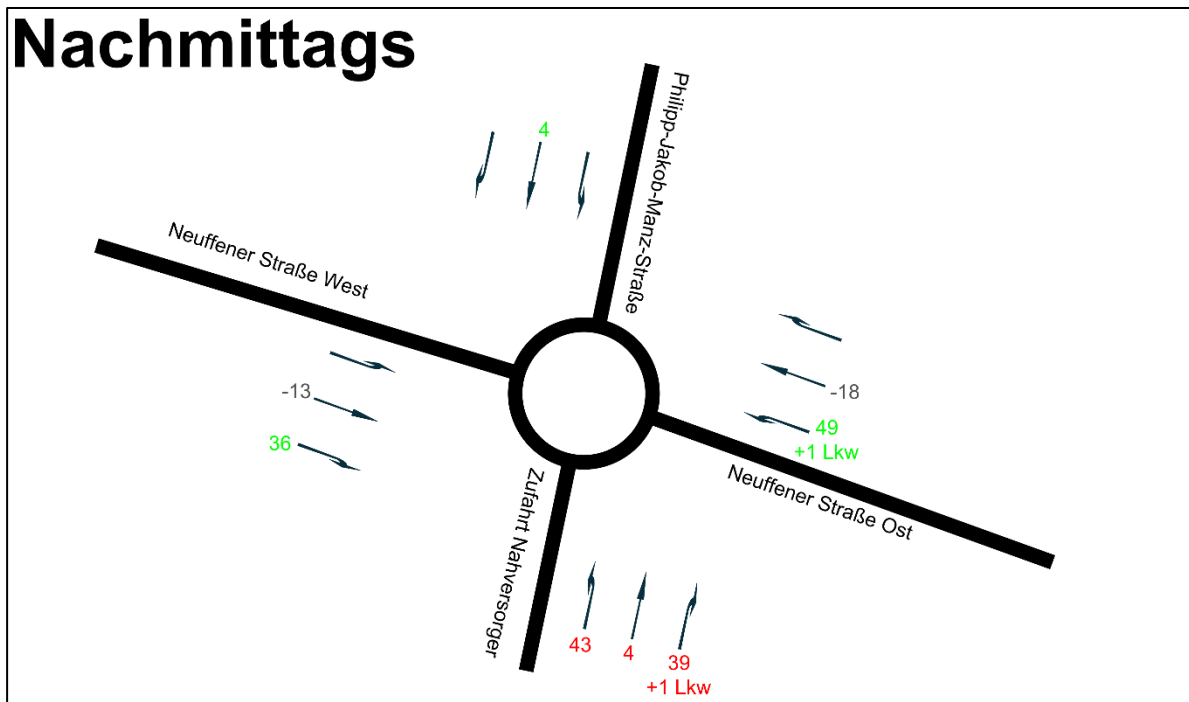 Nachmittags
4
Philipp-Jakob-Manz-Straße
Neuffener Straße West
-13
36
-18
49
+1 Lkw
Neuffener Straße Ost
Zufahrt Nahversorger
43
4
39
+1 Lkw